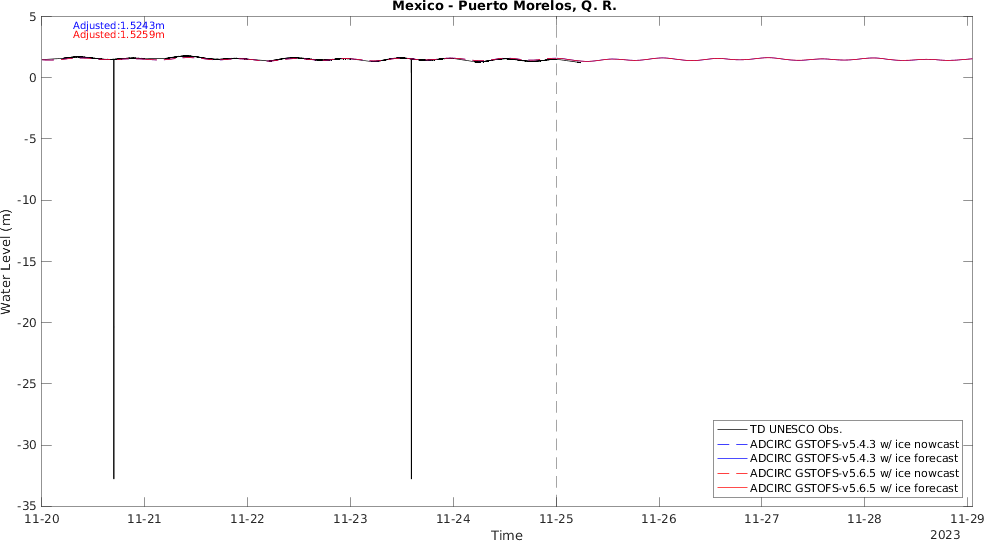 Mexico - Puerto Morelos, Q. R.
Adjusted:1.5243m
Adjusted:1.5259m
5
0
-5
-10
-15
-20
-25
-30
-35
Water Level (m)
TD UNESCO Obs.
ADCIRC GSTOFS-v5.4.3 w/ ice nowcast
ADCIRC GSTOFS-v5.4.3 w/ ice forecast
ADCIRC GSTOFS-v5.6.5 w/ ice nowcast
ADCIRC GSTOFS-v5.6.5 w/ ice forecast
11-20 11-21 11-22 11-23 11-24 11-25 11-26 11-27 11-28 11-29
Time
2023